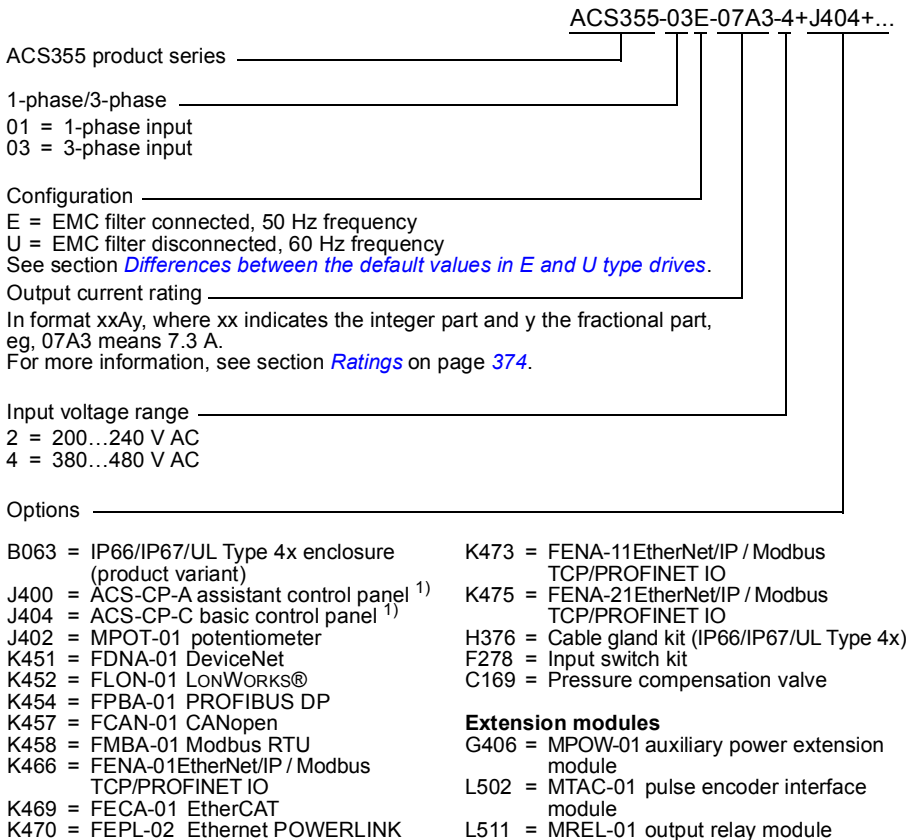 ACS355-03E-07A3-4+J404+...
ACS355 product series
1-phase/3-phase
01 = 1-phase input
03 = 3-phase input
Configuration
E = EMC filter connected, 50 Hz frequency
U = EMC filter disconnected, 60 Hz frequency
See section Differences between the default values in E and U type drives.
Output current rating
In format xxAy, where xx indicates the integer part and y the fractional part,
eg, 07A3 means 7.3 A.
For more information, see section Ratings on page 374.
Input voltage range
2 = 200…240 V AC
4 = 380…480 V AC
Options
B063 = IP66/IP67/UL Type 4x enclosure
(product variant)
J400 = ACS-CP-A assistant control panel 1)
J404 = ACS-CP-C basic control panel 1)
J402 = MPOT-01 potentiometer
K451 = FDNA-01 DeviceNet
K452 = FLON-01 LONWORKS®
K454 = FPBA-01 PROFIBUS DP
K457 = FCAN-01 CANopen
K458 = FMBA-01 Modbus RTU
K466 = FENA-01EtherNet/IP / Modbus
TCP/PROFINET IO
K469 = FECA-01 EtherCAT
K470 = FEPL-02 Ethernet POWERLINK
K473 = FENA-11EtherNet/IP / Modbus
TCP/PROFINET IO
K475 = FENA-21EtherNet/IP / Modbus
TCP/PROFINET IO
H376 = Cable gland kit (IP66/IP67/UL Type 4x)
F278 = Input switch kit
C169 = Pressure compensation valve
Extension modules
G406 = MPOW-01 auxiliary power extension
module
L502 = MTAC-01 pulse encoder interface
module
L511 = MREL-01 output relay module